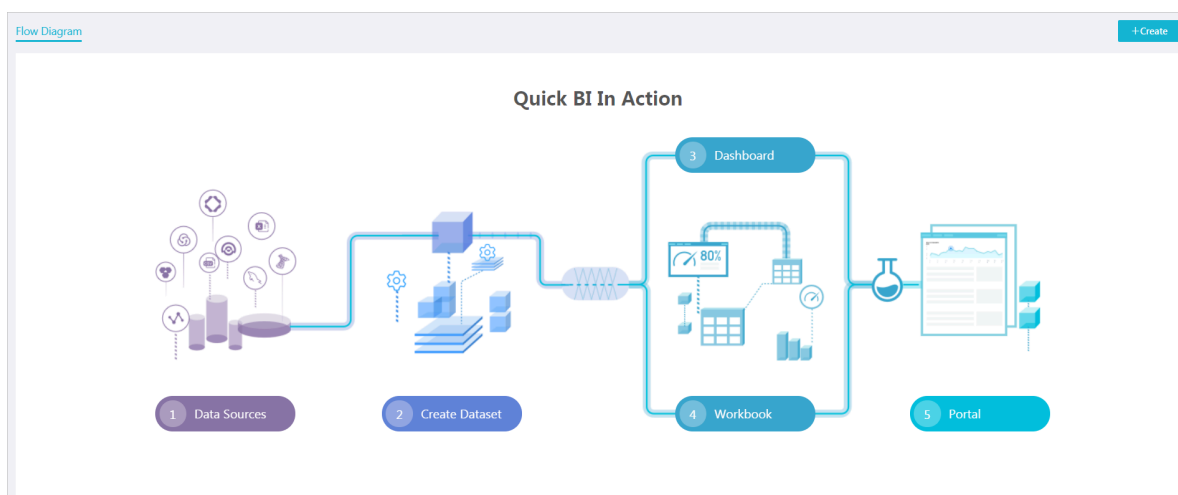 Flow Diagram
+Create
Quick BI In Action
3 Dashboard
80%
1 Data Sources
2 Create Dataset
4 Workbook
5 Portal